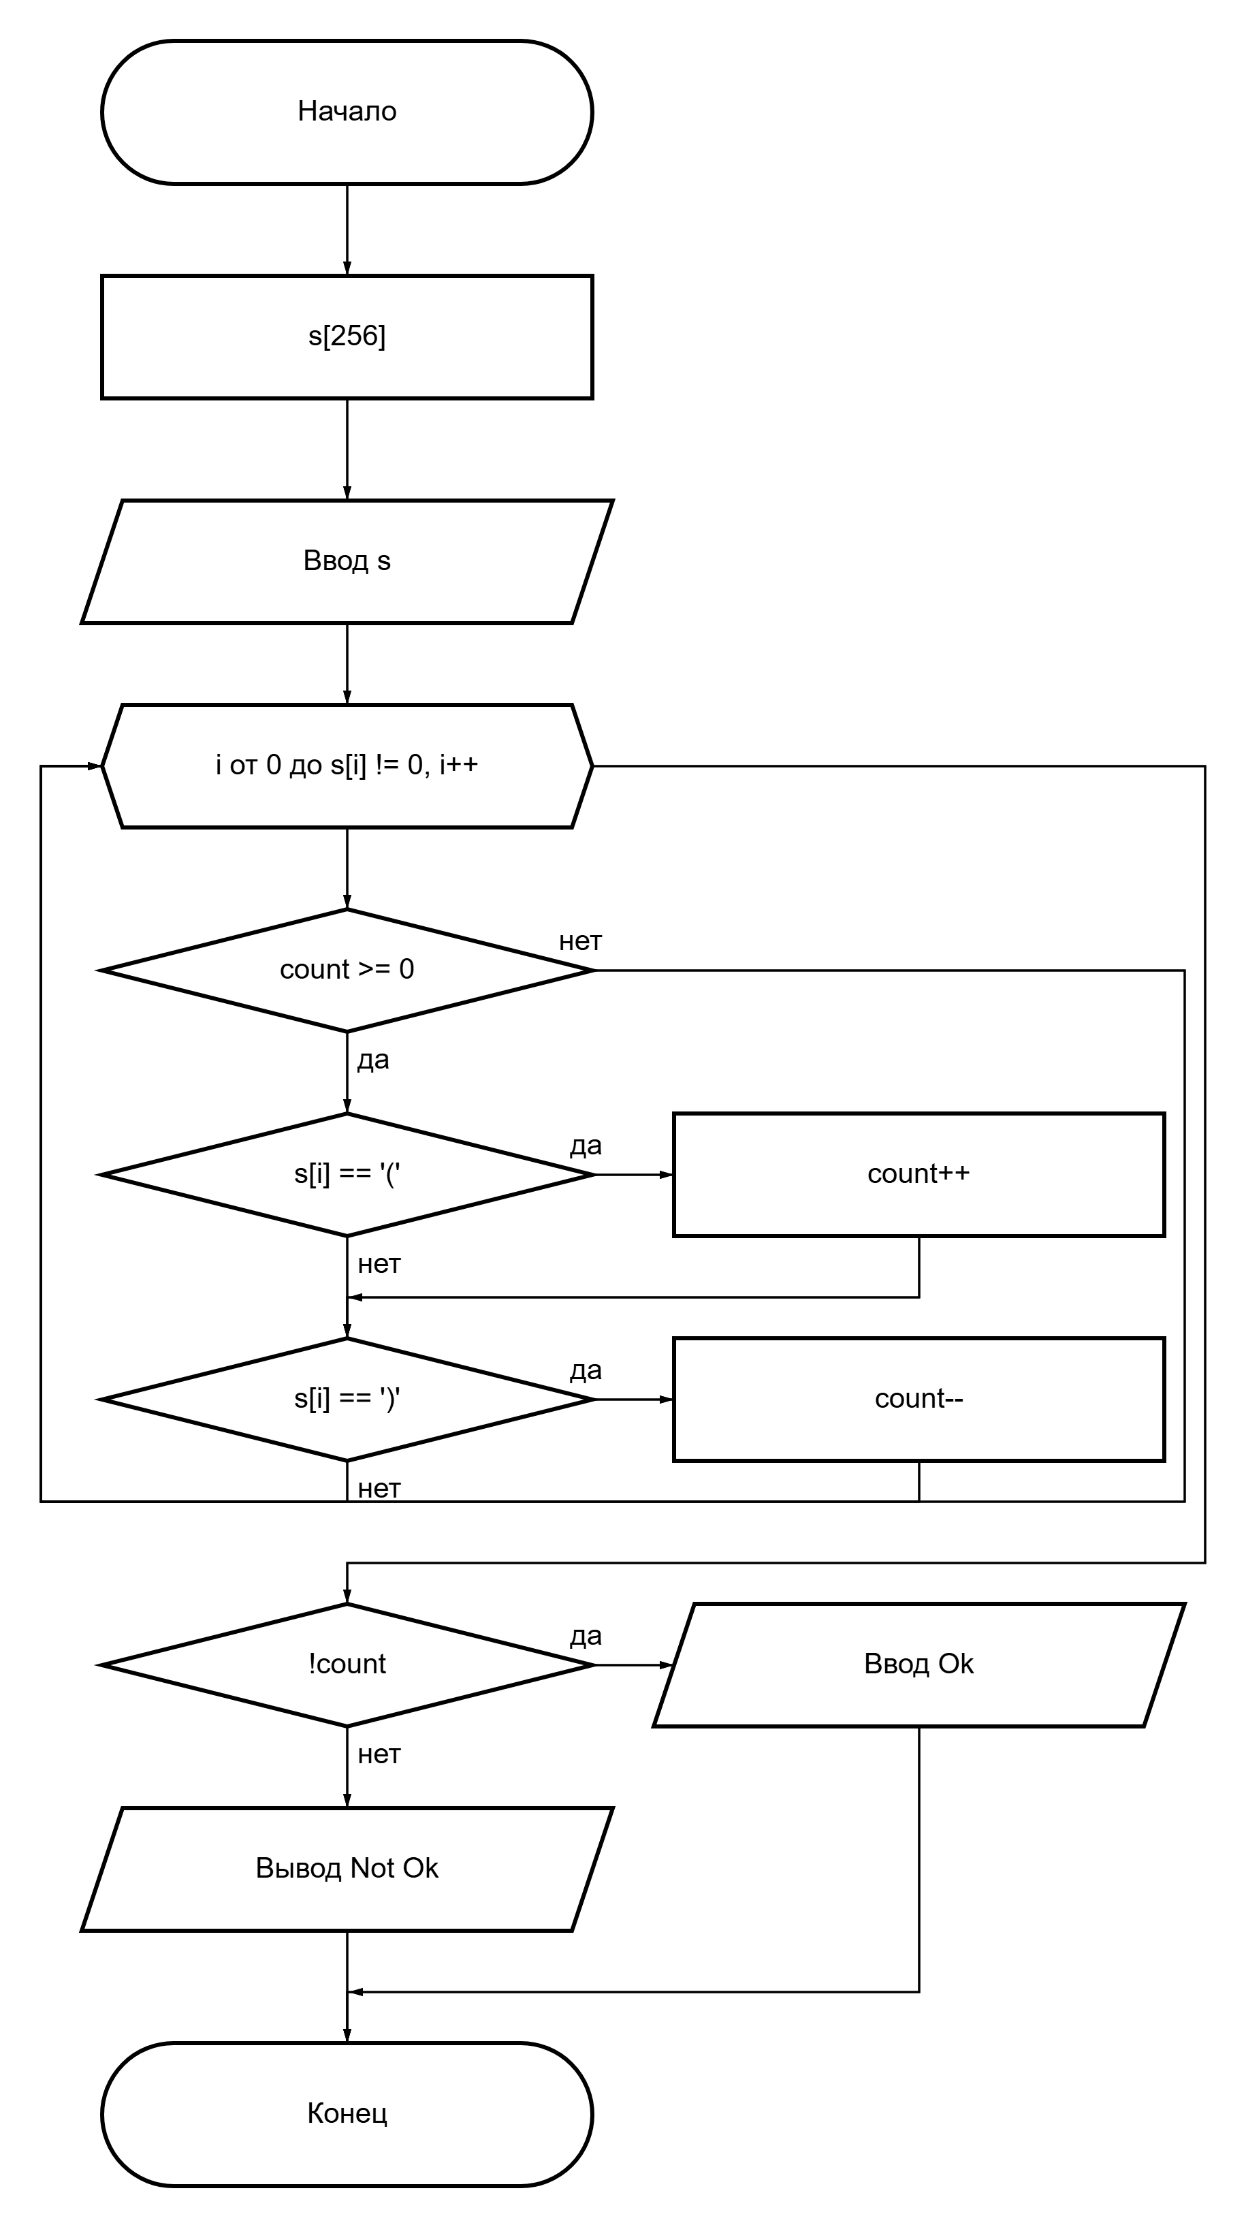 Начало
s[256]
Ввод s
i от 0 до s[i] != 0, i++
нет
count >= 0
да
да
s[i] == '('
count++
нет
да
s[i] == ')'
count--
нет
да
!count
Ввод Ok
нет
Вывод Not Ok
Конец